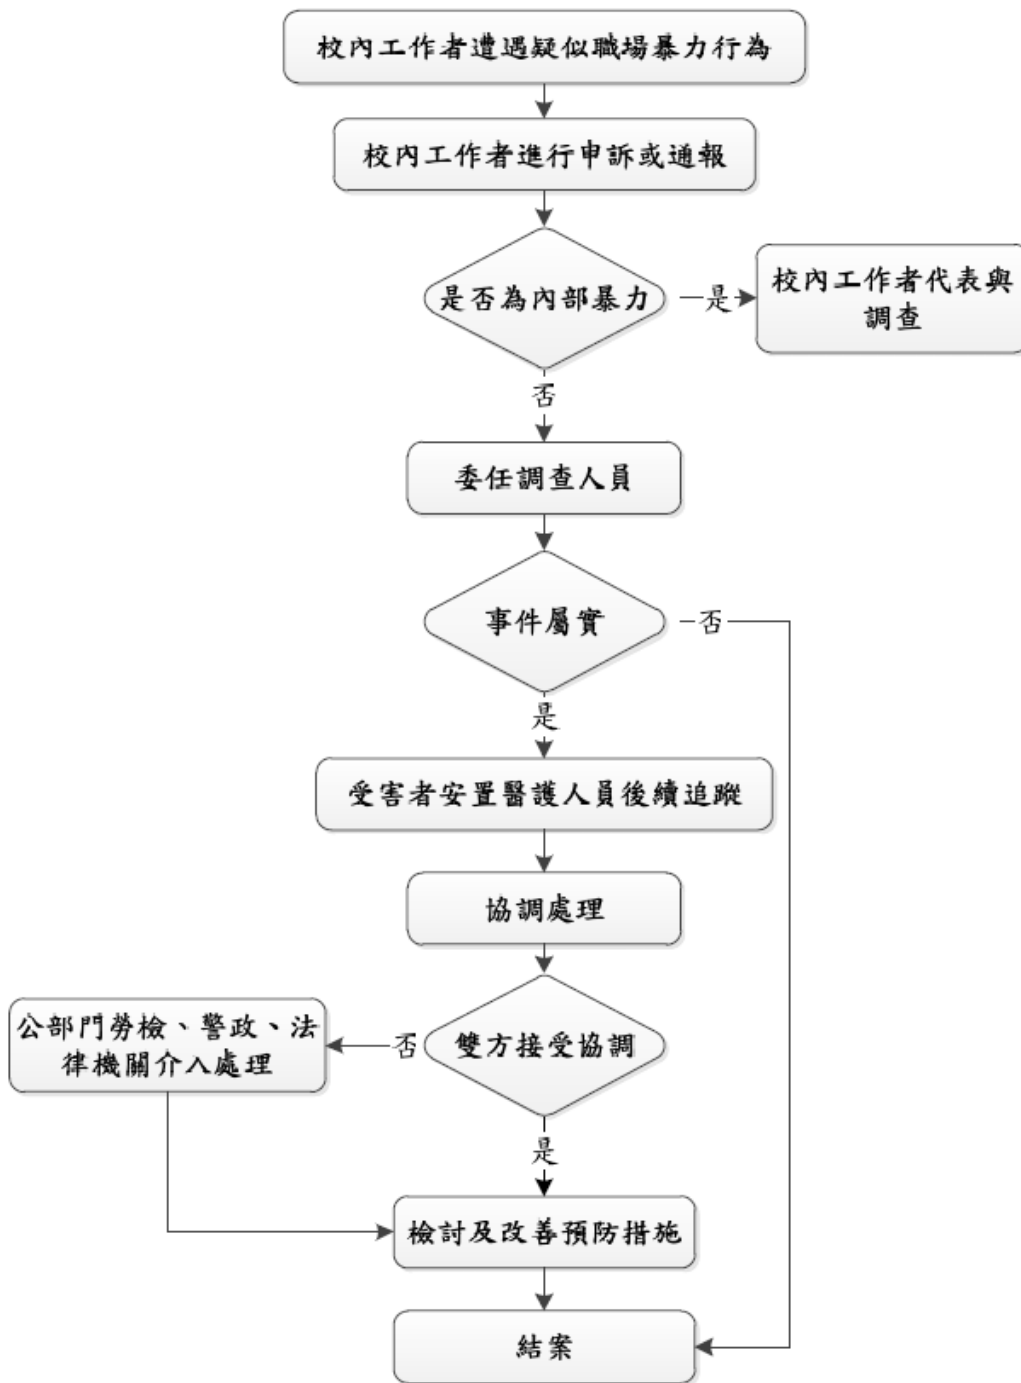 校內工作者遭遇疑似職場暴力行為
校內工作者進行申訴或通報
是否為內部暴力
是
校內工作者代表與
調查
否
委任調查人員
事件屬實
否
是
受害者安置醫護人員後續追蹤
協調處理
雙方接受協調
否
公部門勞檢、警政、法
律機關介入處理
是
檢討及改善預防措施
結案